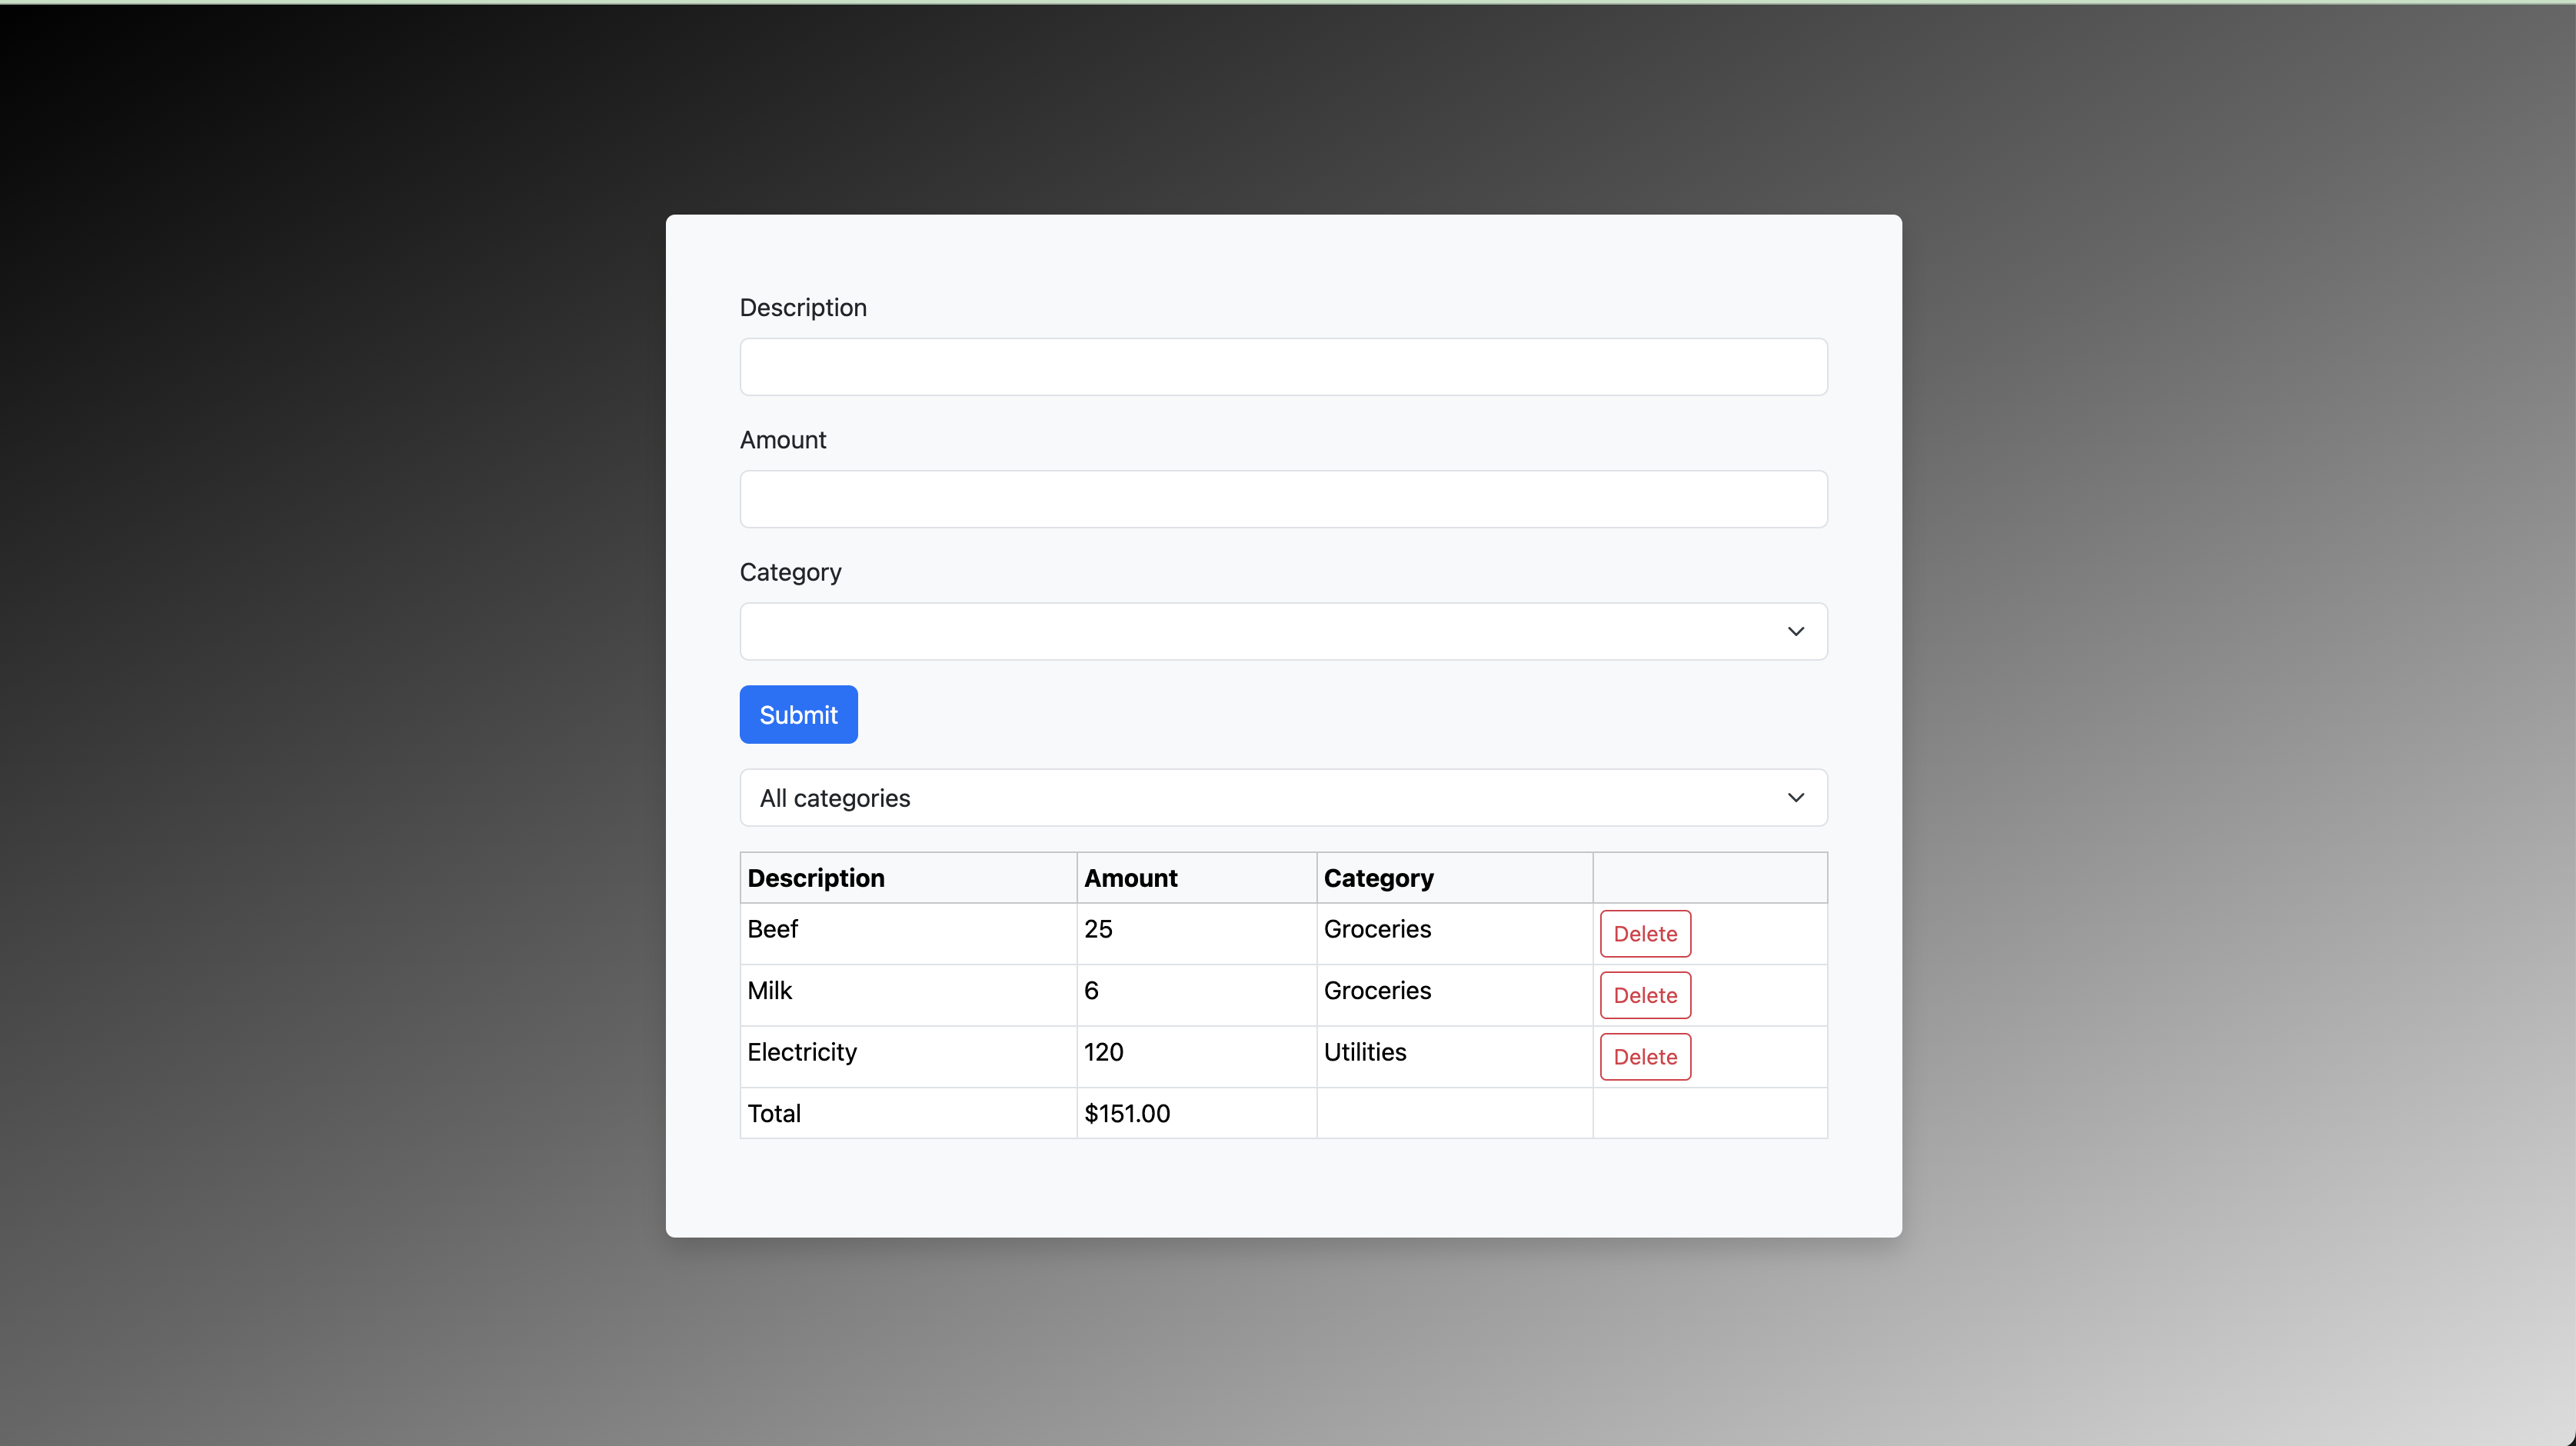 Description
Amount
Category
Submit
All categories
Description Amount Category
Beef 25 Groceries Delete
Milk 6 Groceries Delete
Electricity 120 Utilities Delete
Total $151.00